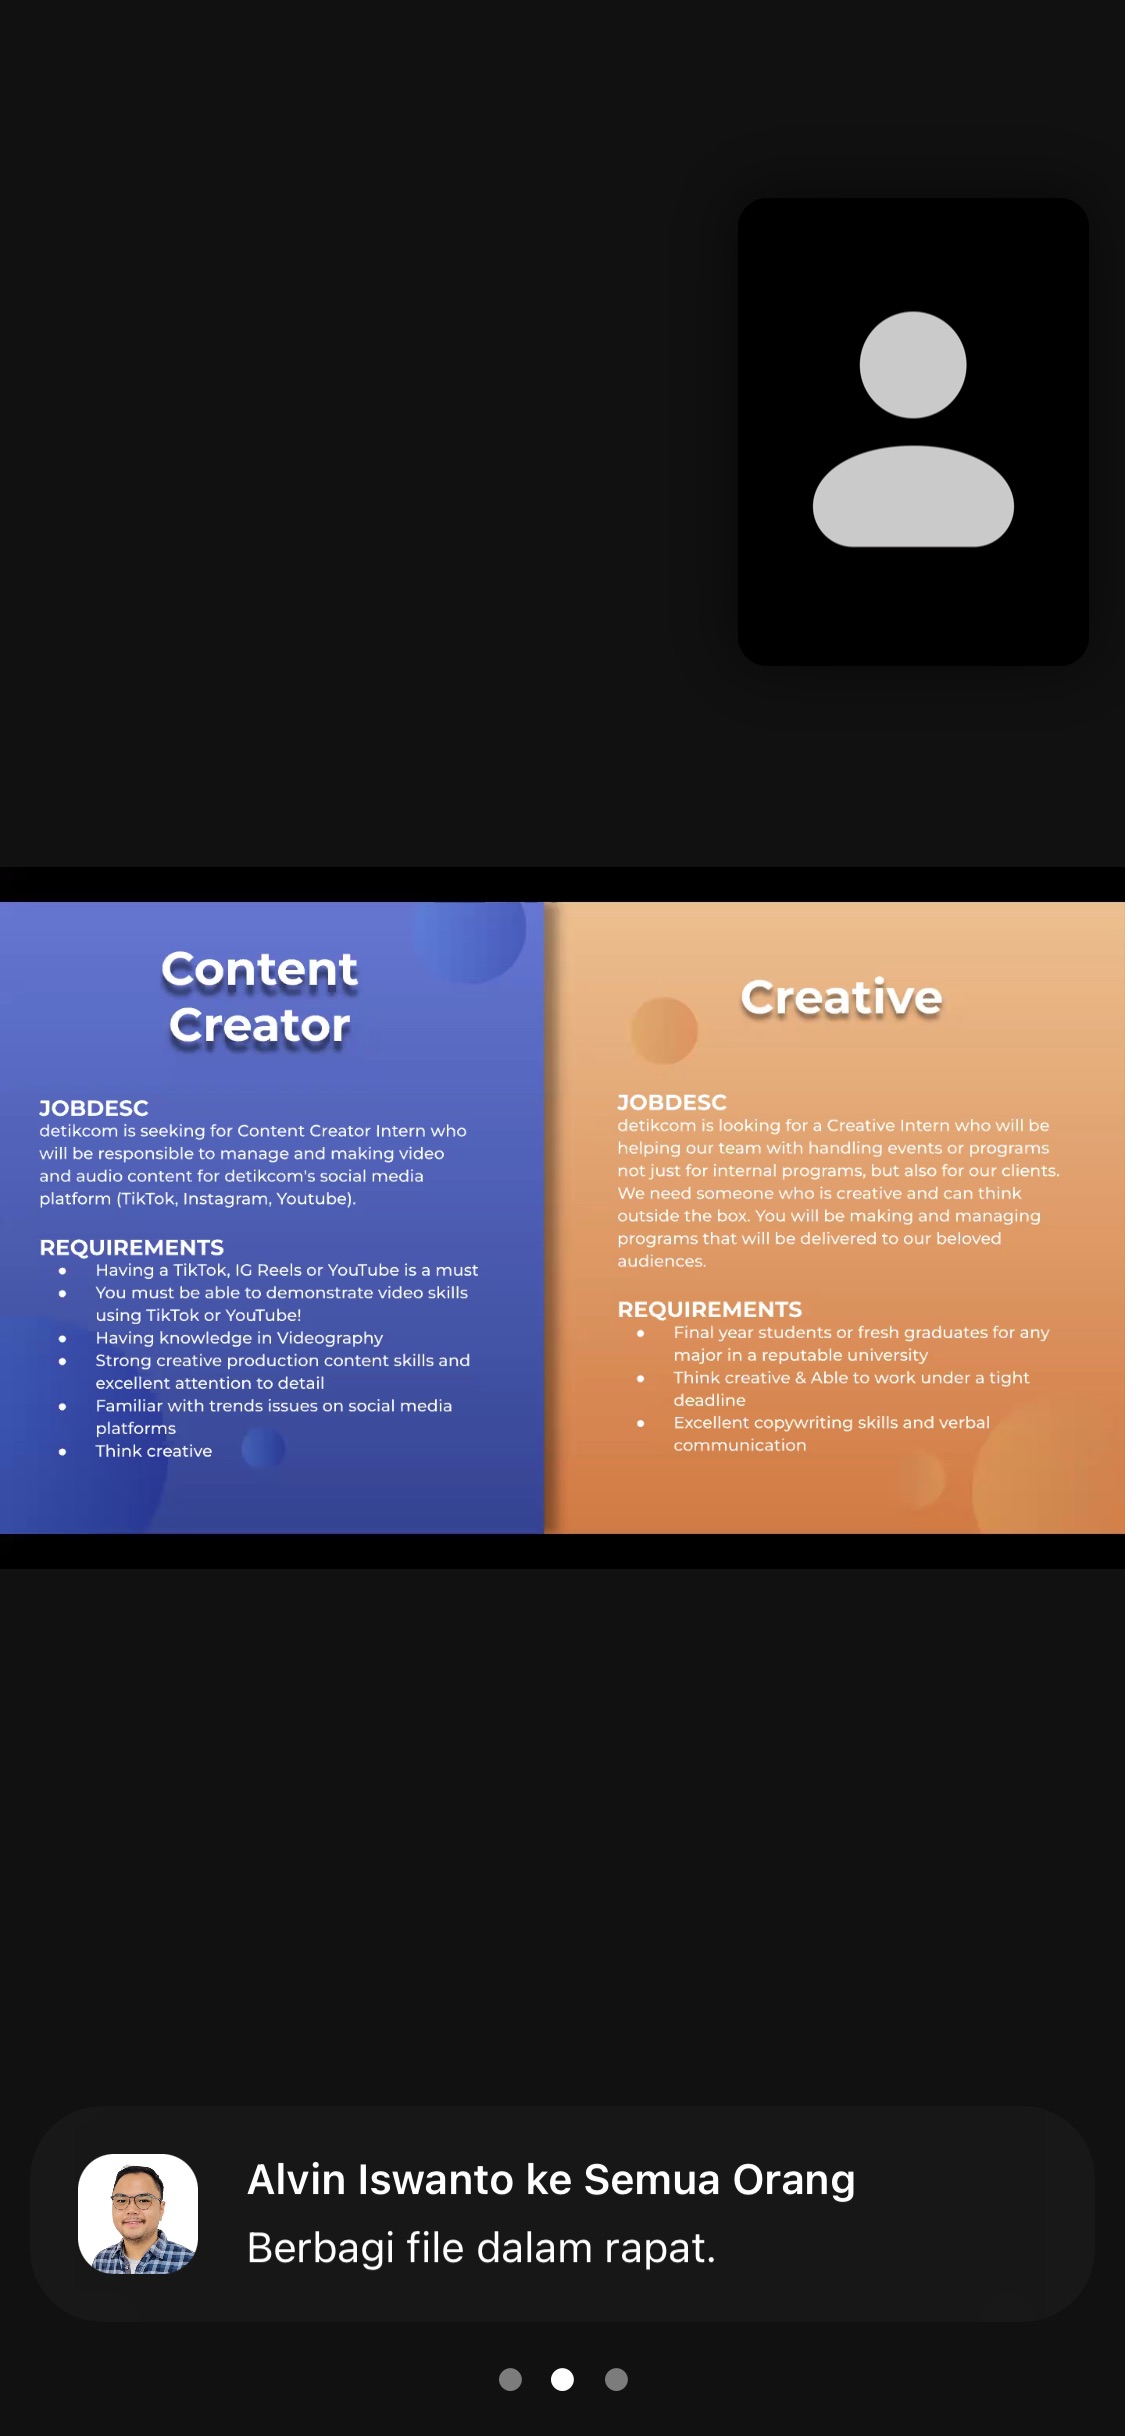 Content
Creator
JOBDESC
detikcom is seeking for Content Creator Intern who
will be responsible to manage and making video
and audio content for detikcom's social media
platform (TikTok, Instagram, Youtube).
REQUIREMENTS
● Having a TikTok, IG Reels or YouTube is a must
● You must be able to demonstrate video skills
using TikTok or YouTube!
● Having knowledge in Videography
● Strong creative production content skills and
excellent attention to detail
● Familiar with trends issues on social media
platforms
● Think creative
Creative
JOBDESC
detikcom is looking for a Creative Intern who will be
helping our team with handling events or programs
not just for internal programs, but also for our clients.
We need someone who is creative and can think
outside the box. You will be making and managing
programs that will be delivered to our beloved
audiences.
REQUIREMENTS
● Final year students or fresh graduates for any
major in a reputable university
● Think creative & Able to work under a tight
deadline
● Excellent copywriting skills and verbal
communication
Alvin Iswanto ke Semua Orang
Berbagi file dalam rapat.